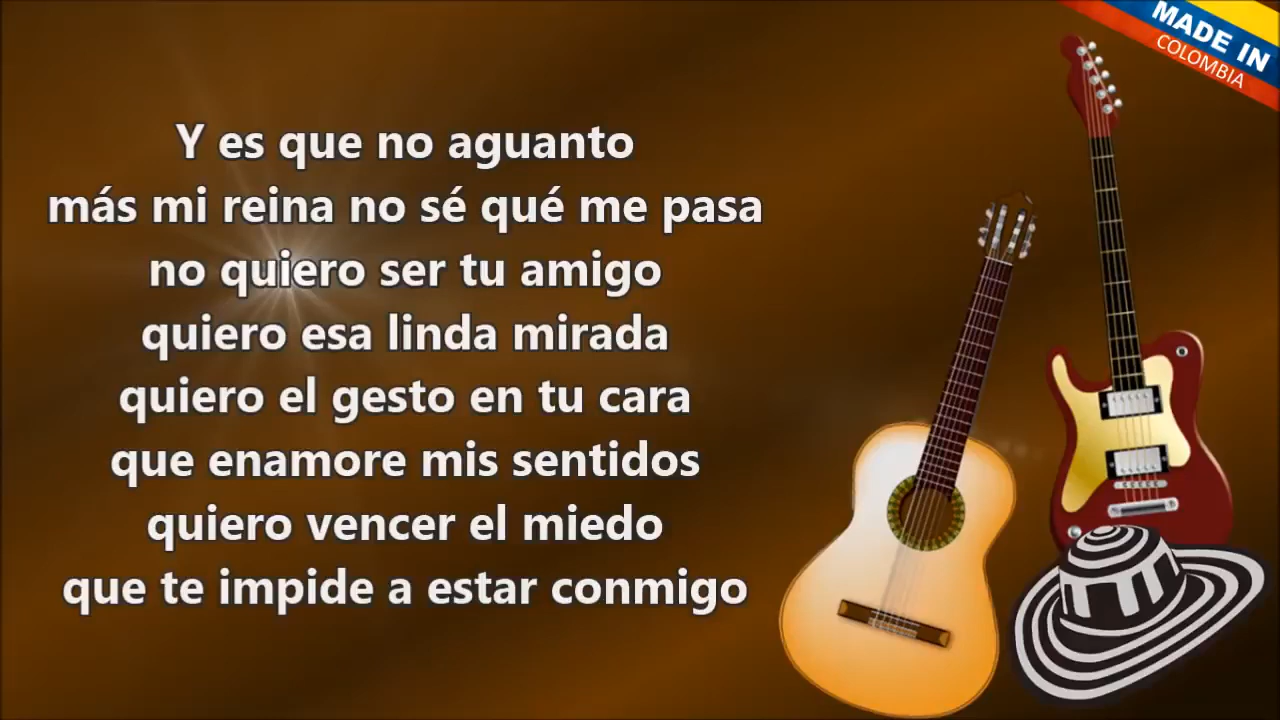 MADE IN
COLOMBIA
Y es que no aguanto
más mi reina no sé qué me pasa
no quiero ser tu amigo
quiero esa linda mirada
quiero el gesto en tu cara
que enamore mis sentidos
quiero vencer el miedo
que te impide a estar conmigo